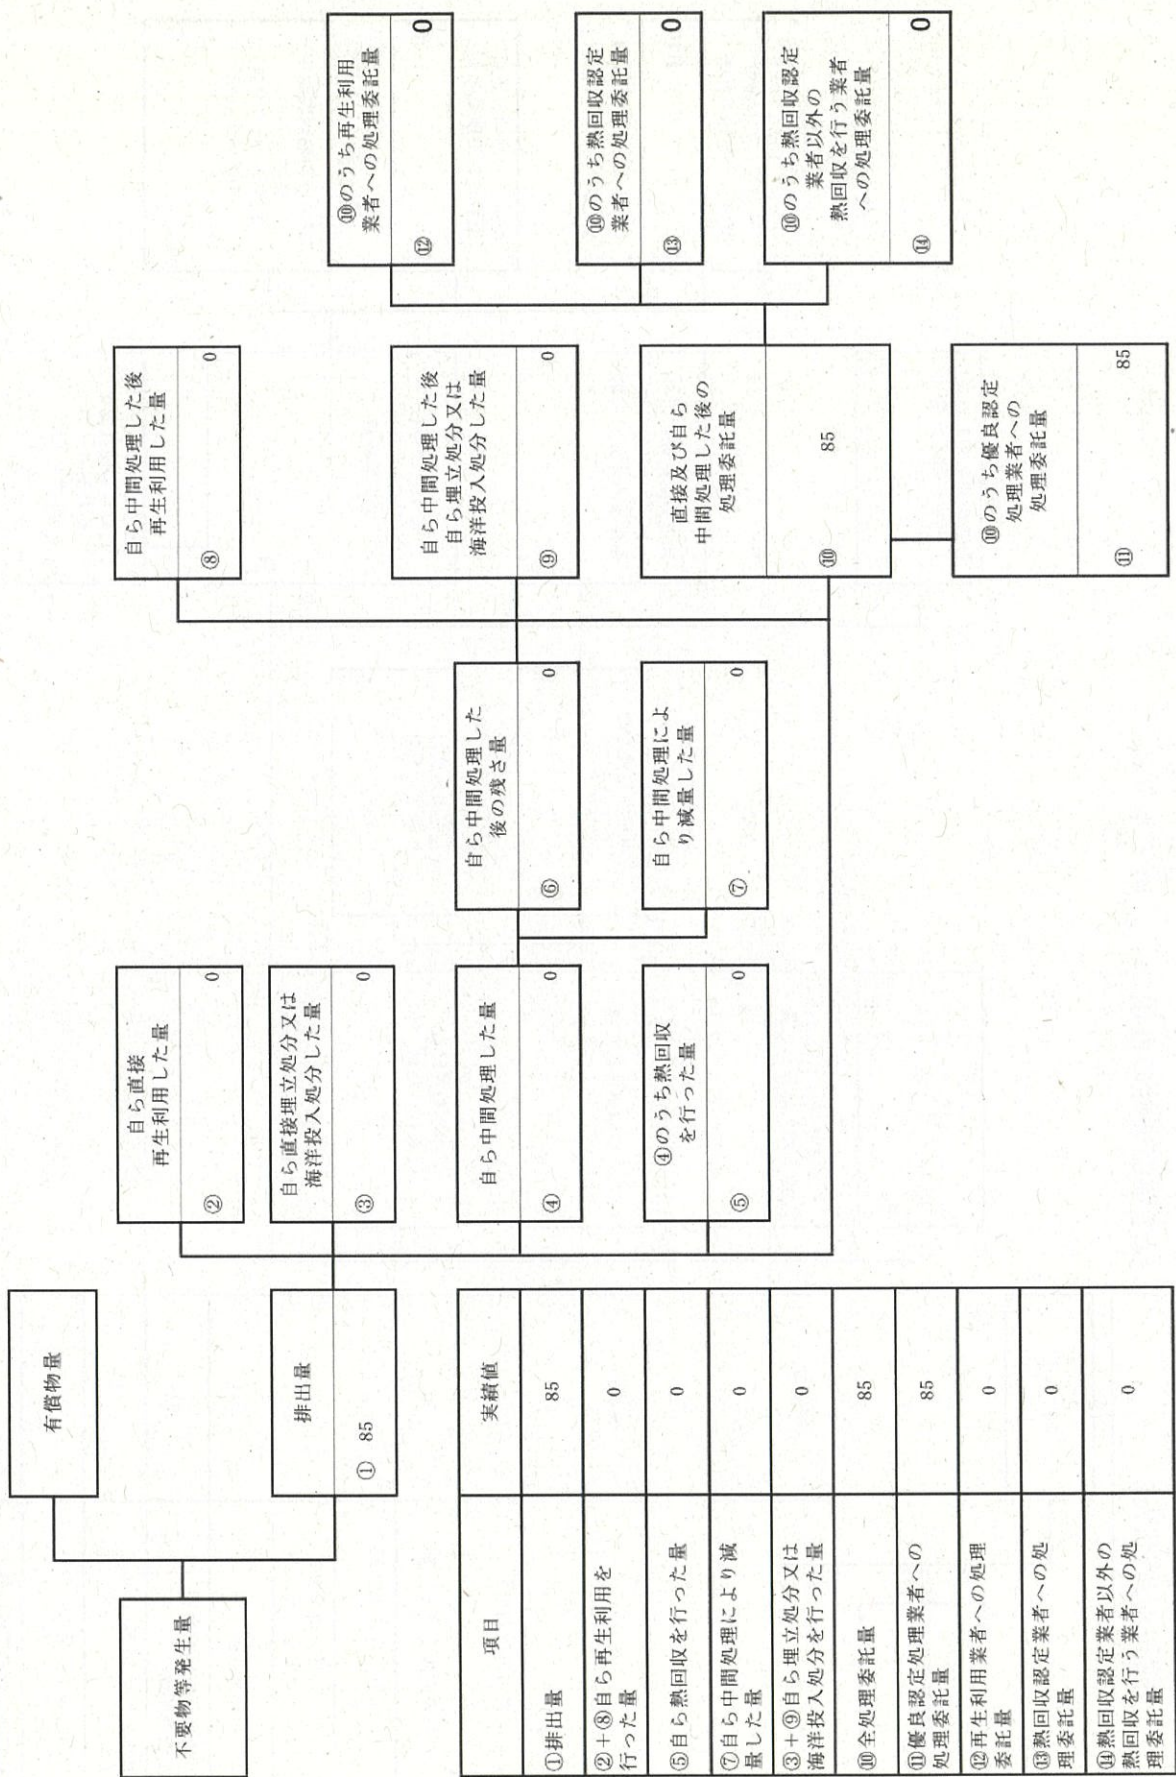 不要物等発生量
有償物量
排出量
① 85
自ら直接
再生利用した量
② 0
自ら直接埋立処分又は
海洋投入処分した量
③ 0
自ら中間処理した量
④ 0
④のうち熱回収
を行った量
⑤ 0
自ら中間処理した
後の残さ量
⑥ 0
自ら中間処理によ
り減量した量
⑦ 0
自ら中間処理した後
再生利用した量
⑧ 0
自ら中間処理した後
自ら埋立処分又は
海洋投入処分した量
⑨ 0
直接及び自ら
中間処理した後の
処理委託量
⑩ 85
⑩のうち優良認定
処理業者への
処理委託量
⑪ 85
⑩のうち再生利用
業者への処理委託量
⑫ 0
⑩のうち熱回収認定
業者への処理委託量
⑬ 0
⑩のうち熱回収認定
業者以外の
熱回収を行う業者
への処理委託量
⑭ 0
項目 実績値
①排出量 85
②+⑧自ら再生利用を
行った量 0
⑤自ら熱回収を行った量 0
⑦自ら中間処理により減
量した量 0
③+⑨自ら埋立処分又は
海洋投入処分を行った量 0
⑩全処理委託量 85
⑪優良認定処理業者への
処理委託量 85
⑫再生利用業者への処理
委託量 0
⑬熱回収認定業者への処
理委託量 0
⑭熱回収認定業者以外の
熱回収を行う業者への処
理委託量 0